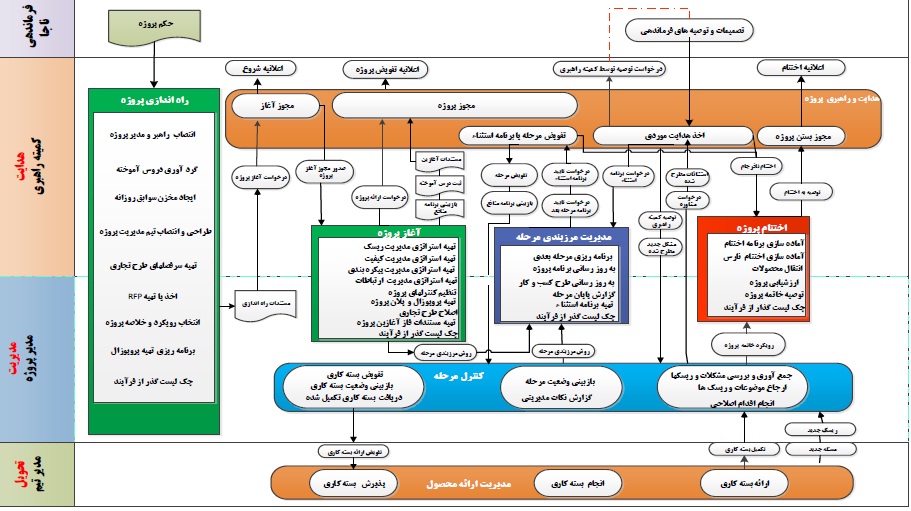 فرماندهی
ناجا
حکم پروژه
تصمیمات و توصیه های فرماندهی
کمیته راهبری
هدایت
اعلانیه شروع
اعلانیه تفویض پروژه
درخواست توصیه توسط کمیته راهبری
اعلانیه اختتام
هدایت و راهبری پروژه
مجوز آغاز
مجوز پروژه
تفویض مرحله یا برنامه استثناء
اخذ هدایت موردی
مجوز بستن پروژه
راه اندازی پروژه
انتصاب راهبر و مدیر پروژه
گرد آوری دروس آموخته
ایجاد مخزن سوابق روزانه
طراحی و انتصاب تیم مدیریت پروژه
تهیه سرفصلهای طرح تجاری
اخذ یا تهیه RFP
انتخاب رویکرد و خلاصه پروژه
برنامه ریزی تهیه پروپوزال
چک لیست گذر از فرآیند
درخواست آغاز پروژه
صدور مجوز آغاز پروژه
درخواست ارائه پروژه
مستندات آغازین
ثبت درس آموخته
بازبینی برنامه منافع
تفویض مرحله
بازبینی برنامه منافع
درخواست تایید برنامه استثناء
درخواست تایید برنامه مرحله بعد
درخواست برنامه استثناء
استثنائات مطرح شده
درخواست مشاوره
توصیه کمیته راهبری
مشکل جدید مطرح شده
اختتام نافرجام
توصیه به اختتام
آغاز پروژه
تهیه استراتژی مدیریت ریسک
تهیه استراتژی مدیریت کیفیت
تهیه استراتژی مدیریت پیکره بندی
تهیه استراتژی مدیریت ارتباطات
تنظیم کنترلهای پروژه
تهیه پروپوزال و پلان پروژه
اصلاح طرح تجاری
تهیه مستندات فاز آغازین پروژه
چک لیست گذر از فرآیند
مدیریت مرزبندی مرحله
برنامه ریزی مرحله بعدی
به روز رسانی برنامه پروژه
به روز رسانی طرح کسب و کار
گزارش پایان مرحله
تهیه برنامه استثناء
چک لیست گذر از فرآیند
اختتام پروژه
آماده سازی برنامه اختتام
آماده سازی اختتام نارس
انتقال محصولات
ارزشیابی پروژه
توصیه خاتمه پروژه
چک لیست گذر از فرآیند
مستندات راه اندازی
روش مرزبندی مرحله
روش مرزبندی مرحله
رویکرد خاتمه پروژه
مدیر پروژه
مدیریت
کنترل مرحله
تفویض بسته کاری
بازبینی وضعیت بسته کاری
دریافت بسته کاری تکمیل شده
بازبینی وضعیت مرحله
گزارش نکات مدیریتی
جمع آوری و بررسی مشکلات و ریسکها
ارجاع موضوعات و ریسک ها
انجام اقدام اصلاحی
تفویض ارائه بسته کاری
تکمیل بسته کاری
ریسک جدید
مسئله جدید
مدیر تیم
تحویل
مدیریت ارائه محصول
پذیرش بسته کاری
انجام بسته کاری
ارائه بسته کاری